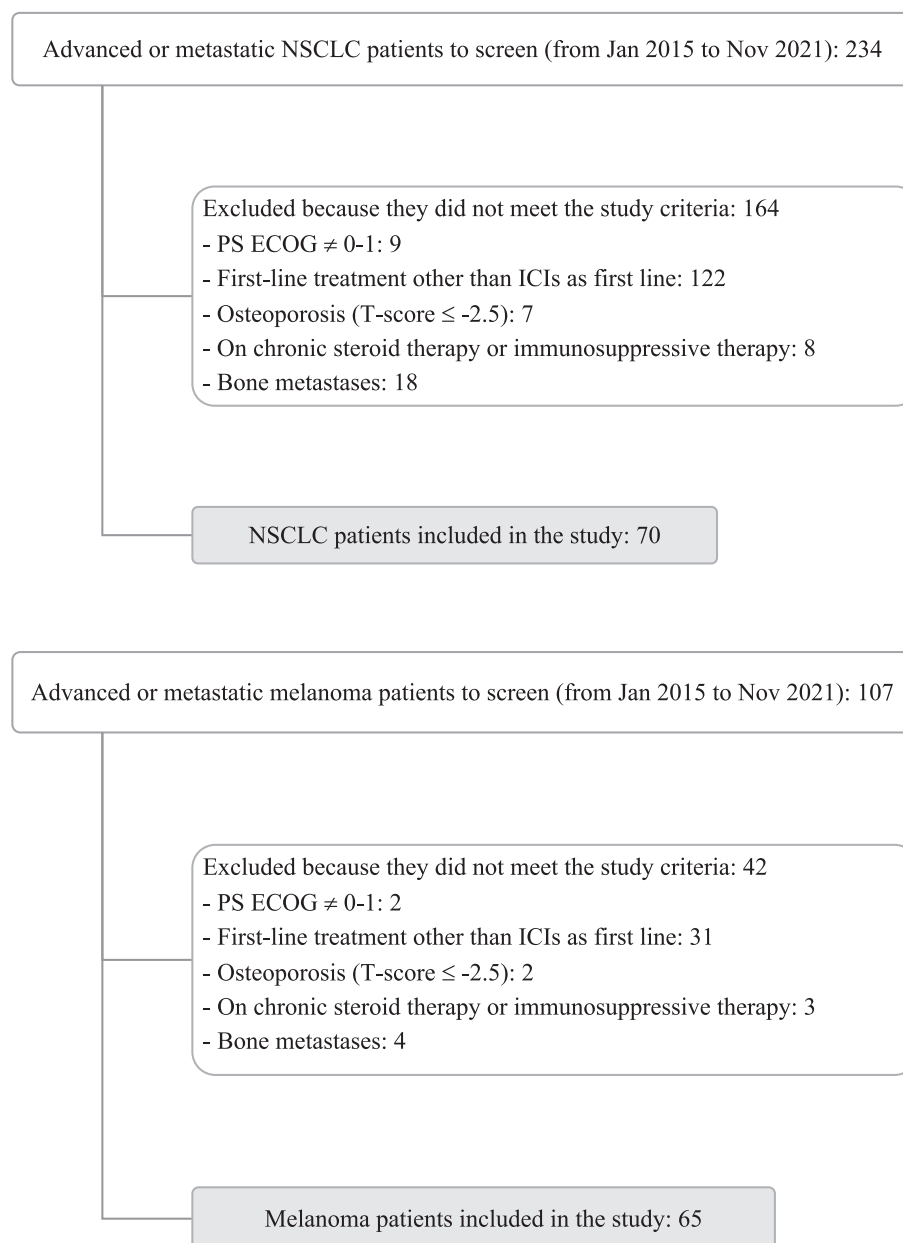 Advanced or metastatic NSCLC patients to screen (from Jan 2015 to Nov 2021): 234
Excluded because they did not meet the study criteria: 164
- PS ECOG ≠ 0-1: 9
- First-line treatment other than ICIs as first line: 122
- Osteoporosis (T-score ≤ -2.5): 7
- On chronic steroid therapy or immunosuppressive therapy: 8
- Bone metastases: 18
NSCLC patients included in the study: 70
Advanced or metastatic melanoma patients to screen (from Jan 2015 to Nov 2021): 107
Excluded because they did not meet the study criteria: 42
- PS ECOG ≠ 0-1: 2
- First-line treatment other than ICIs as first line: 31
- Osteoporosis (T-score ≤ -2.5): 2
- On chronic steroid therapy or immunosuppressive therapy: 3
- Bone metastases: 4
Melanoma patients included in the study: 65